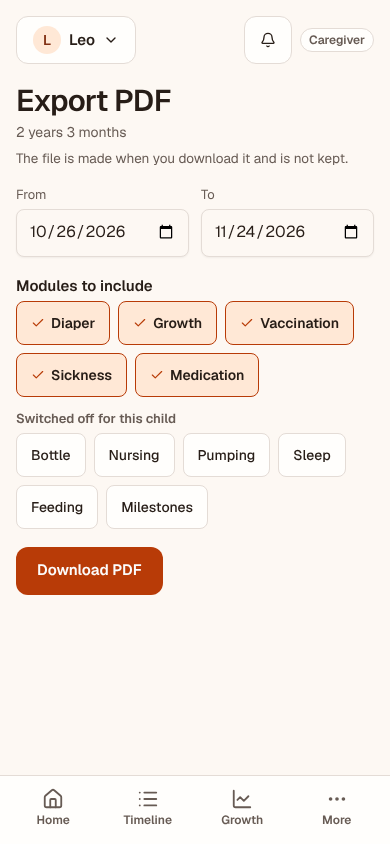 L Leo Caregiver
Export PDF
2 years 3 months
The file is made when you download it and is not kept.
From To
10/26/2026 11/24/2026
Modules to include
Diaper Growth Vaccination
Sickness Medication
Switched off for this child
Bottle Nursing Pumping Sleep
Feeding Milestones
Download PDF
Home Timeline Growth More